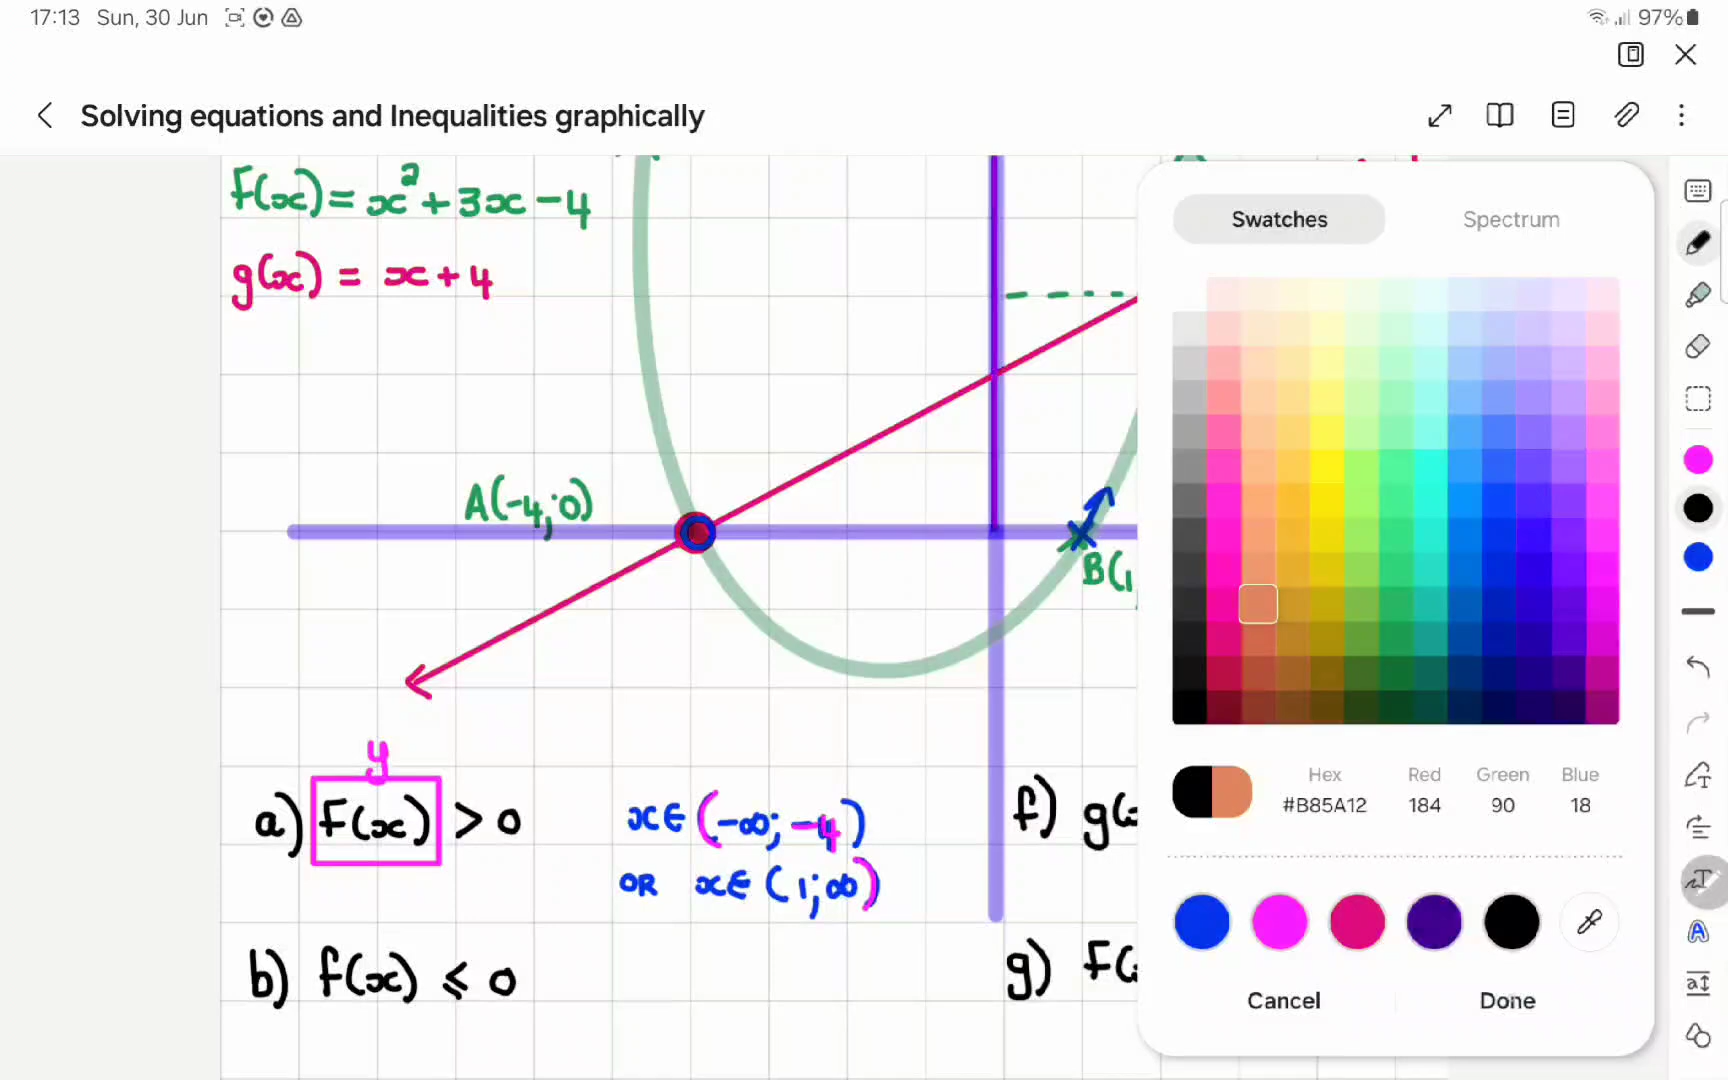 17:13 Sun, 30 Jun
97%
Solving equations and Inequalities graphically
f(x) = x² + 3x - 4
g(x) = x + 4
A(-4;0)
B(1
y
a) f(x) > 0
x∈ (-∞; -4)
OR x∈ (1;∞)
b) f(x) ≤ 0
f) g(
g) f(
Swatches
Spectrum
Hex
Red
Green
Blue
#B85A12
184
90
18
Cancel
Done